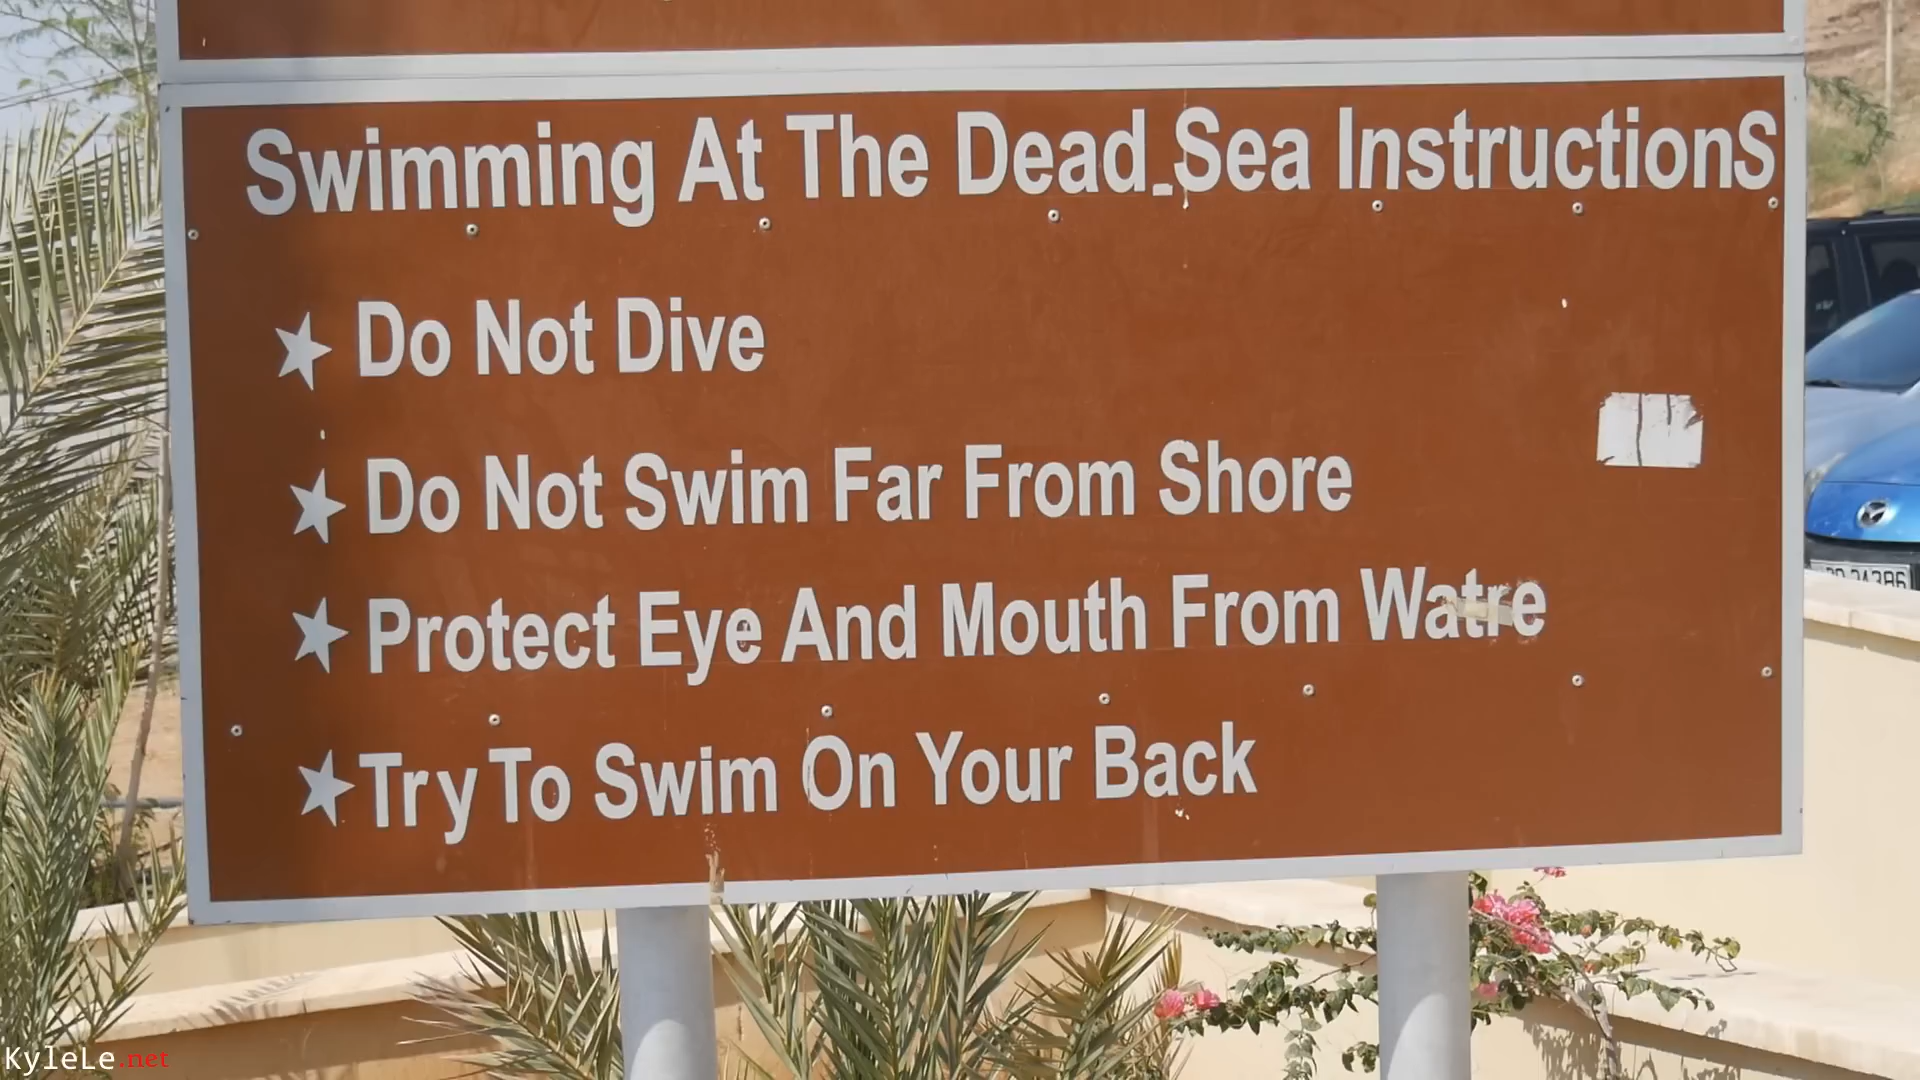 Swimming At The Dead Sea InstructionS
★ Do Not Dive
★ Do Not Swim Far From Shore
★ Protect Eye And Mouth From Watre
★ Try To Swim On Your Back
KyleLe.net